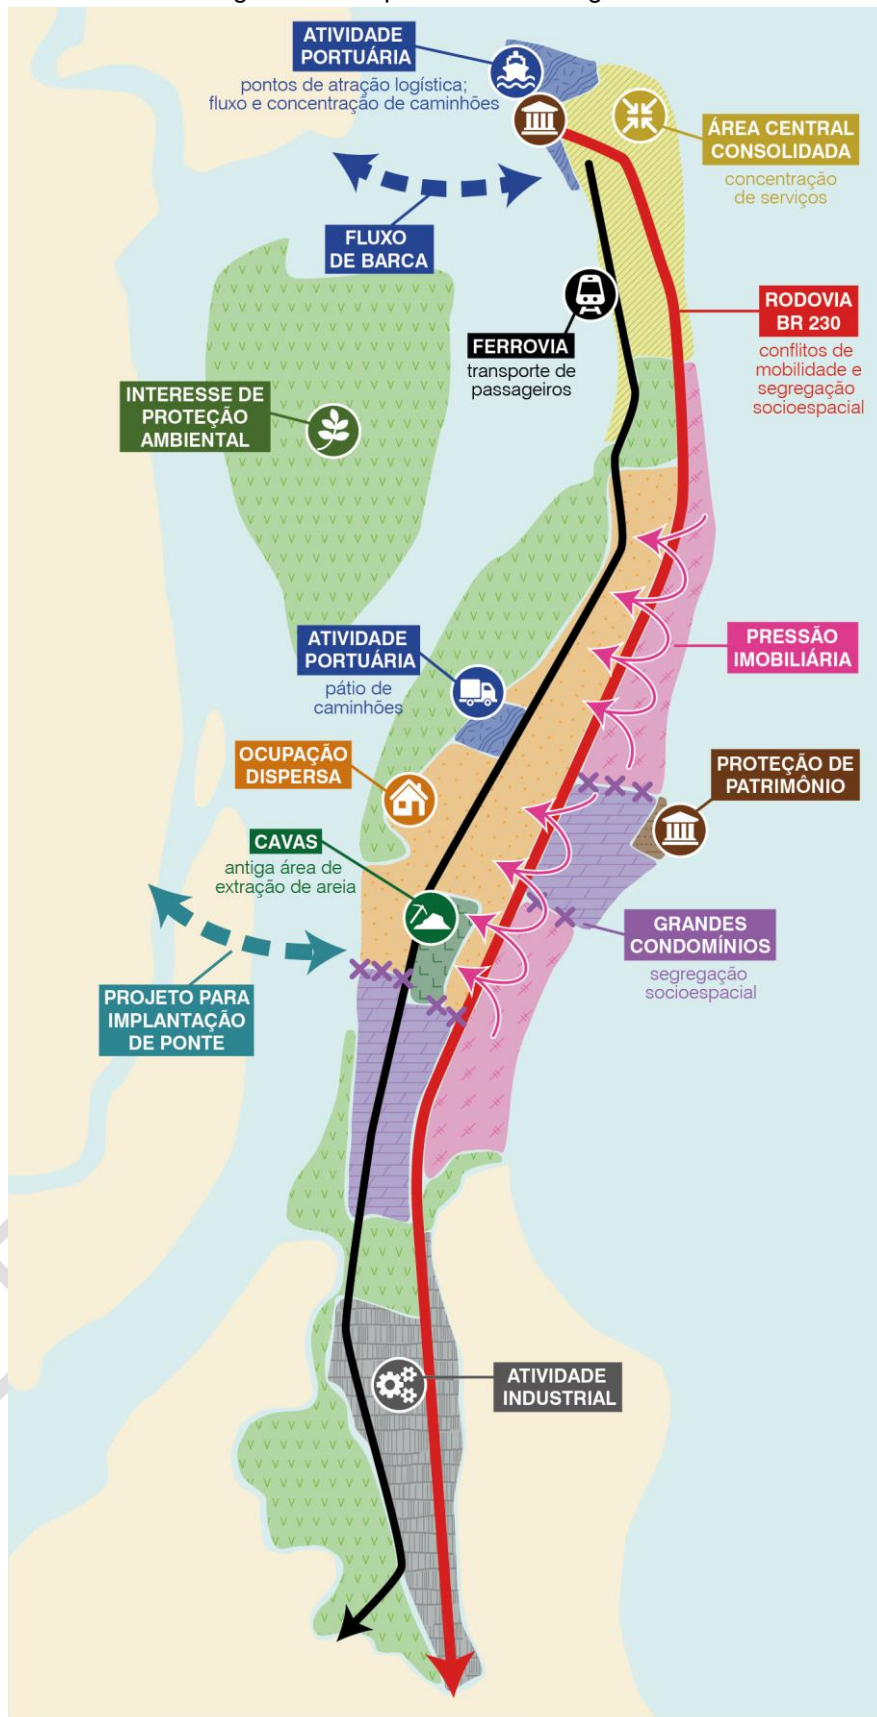 ATIVIDADE
PORTUÁRIA
pontos de atração logística;
fluxo e concentração de caminhões
ÁREA CENTRAL
CONSOLIDADA
concentração
de serviços
FLUXO
DE BARCA
RODOVIA
BR 230
conflitos de
mobilidade e
segregação
socioespacial
FERROVIA
transporte de
passageiros
INTERESSE DE
PROTEÇÃO
AMBIENTAL
ATIVIDADE
PORTUÁRIA
pátio de
caminhões
PRESSÃO
IMOBILIÁRIA
OCUPAÇÃO
DISPERSA
PROTEÇÃO DE
PATRIMÔNIO
CAVAS
antiga área de
extração de areia
GRANDES
CONDOMÍNIOS
segregação
socioespacial
PROJETO PARA
IMPLANTAÇÃO
DE PONTE
ATIVIDADE
INDUSTRIAL